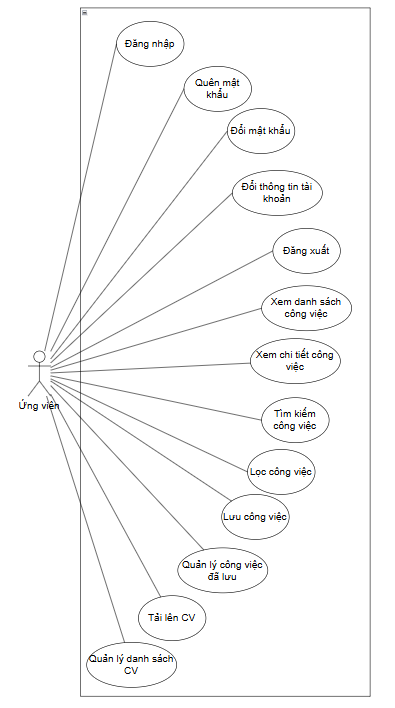 Đăng nhập
Quên mật
khẩu
Đổi mật khẩu
Đổi thông tin tài
khoản
Đăng xuất
Xem danh sách
công việc
Xem chi tiết công
việc
Ứng viên
Tìm kiếm
công việc
Lọc công việc
Lưu công việc
Quản lý công việc
đã lưu
Tải lên CV
Quản lý danh sách
CV